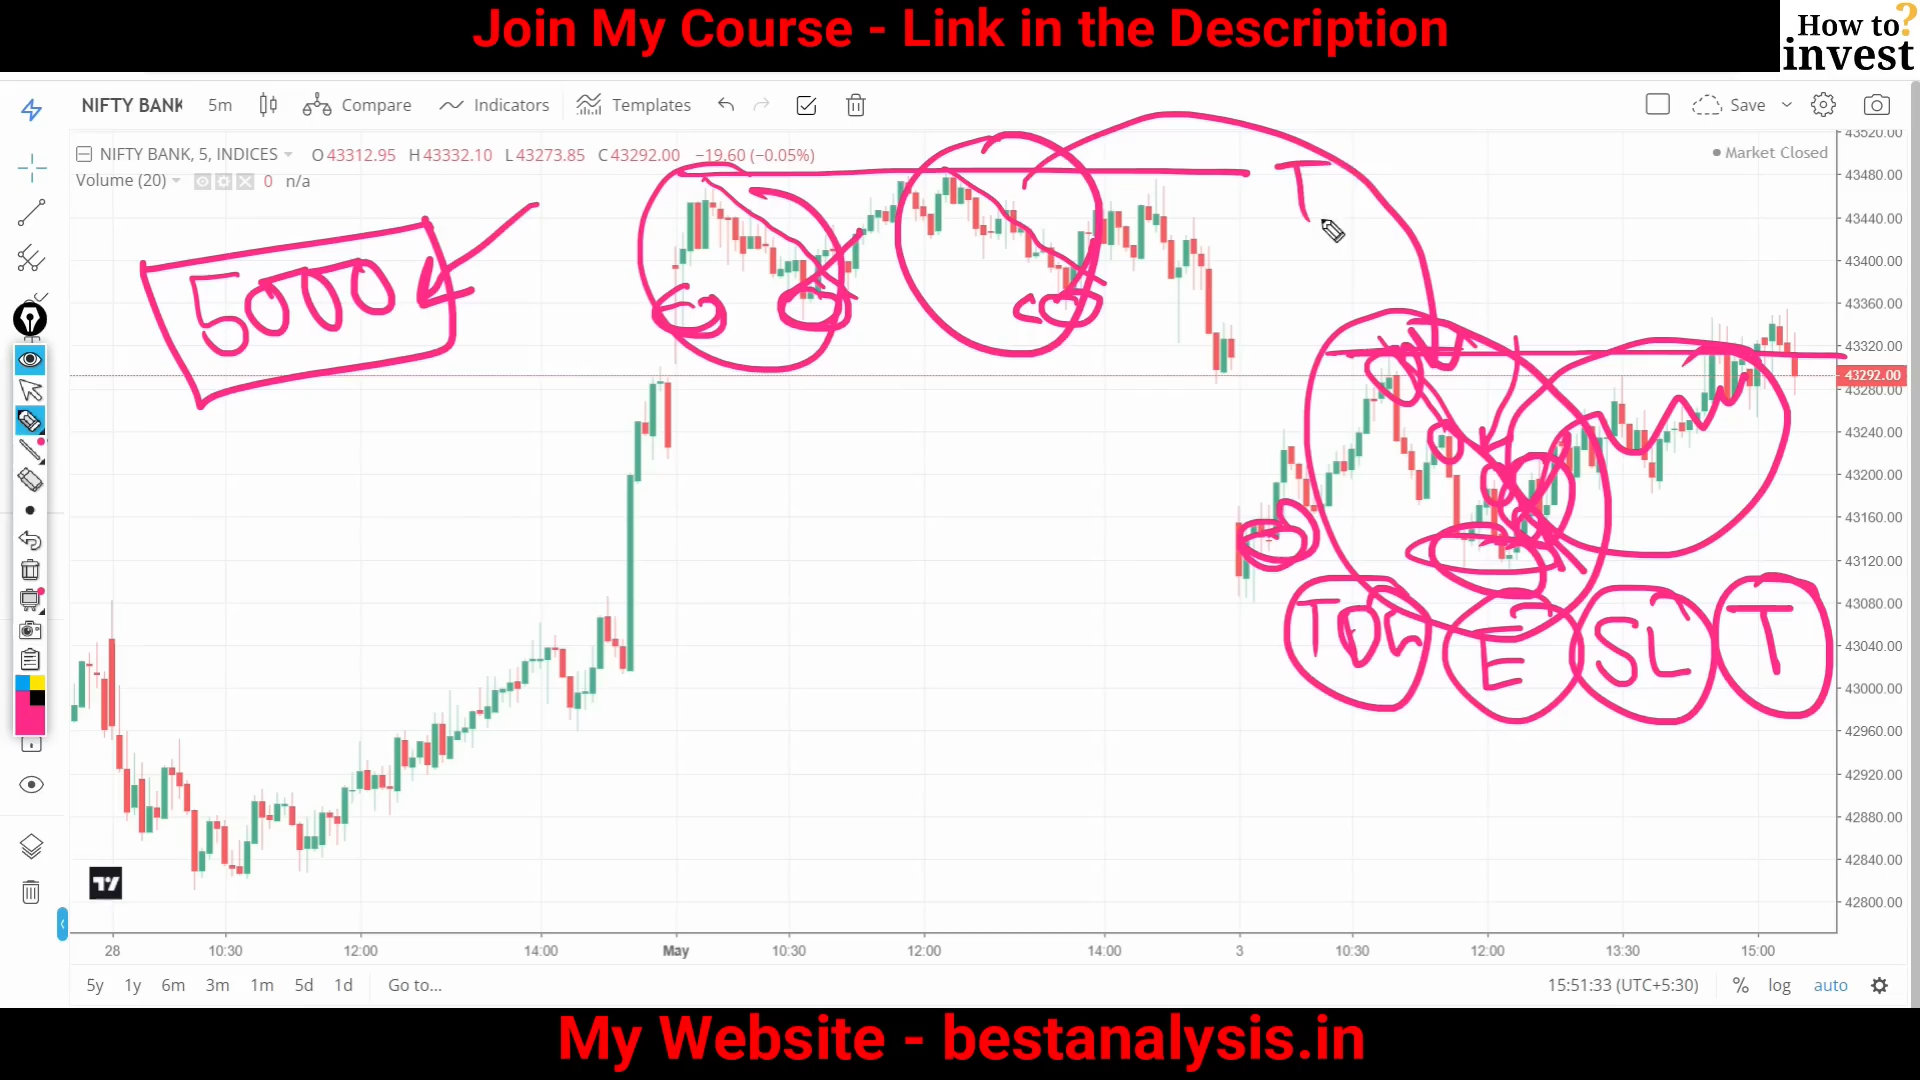 Join My Course - Link in the Description
How to?
invest
NIFTY BANK 5m Compare Indicators Templates Save
NIFTY BANK, 5, INDICES O43312.95 H43332.10 L43273.85 C43292.00 −19.60 (−0.05%)
Market Closed
Volume (20) 0 n/a
5000
T
E
SL
T
43520.00
43480.00
43440.00
43400.00
43360.00
43320.00
43292.00
43280.00
43240.00
43200.00
43160.00
43120.00
43080.00
43040.00
43000.00
42960.00
42920.00
42880.00
42840.00
42800.00
28 10:30 12:00 14:00 May 10:30 12:00 14:00 3 10:30 12:00 13:30 15:00
5y 1y 6m 3m 1m 5d 1d Go to... 15:51:33 (UTC+5:30) % log auto
My Website - bestanalysis.in